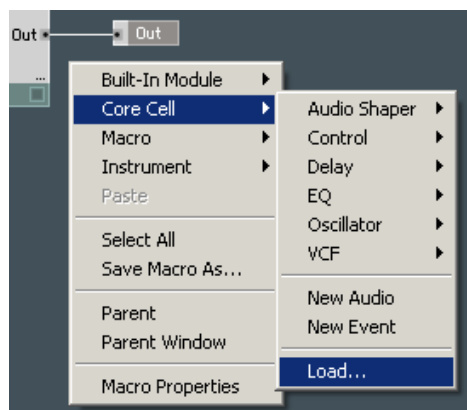 Out
Out
...
Built-In Module
Core Cell
Macro
Instrument
Paste
Select All
Save Macro As...
Parent
Parent Window
Macro Properties
Audio Shaper
Control
Delay
EQ
Oscillator
VCF
New Audio
New Event
Load...